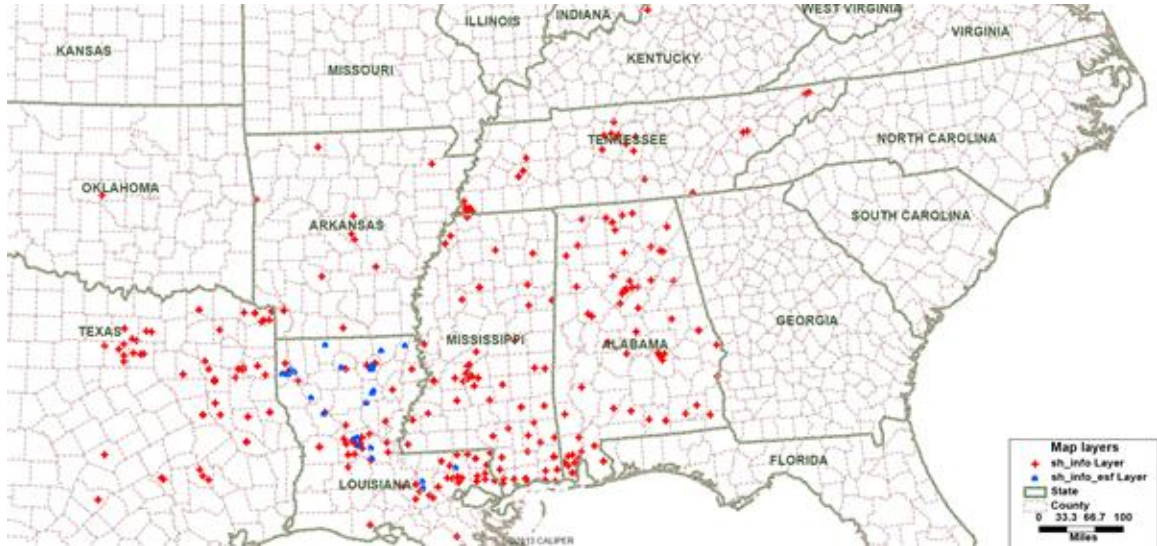 KANSAS
MISSOURI
ILLINOIS
INDIANA
KENTUCKY
WEST VIRGINIA
VIRGINIA
OKLAHOMA
ARKANSAS
TENNESSEE
NORTH CAROLINA
SOUTH CAROLINA
TEXAS
MISSISSIPPI
ALABAMA
GEORGIA
LOUISIANA
FLORIDA
CALIPER
Map layers
sh_info Layer
sh_info_esf Layer
State
County
0 33.3 66.7 100
Miles